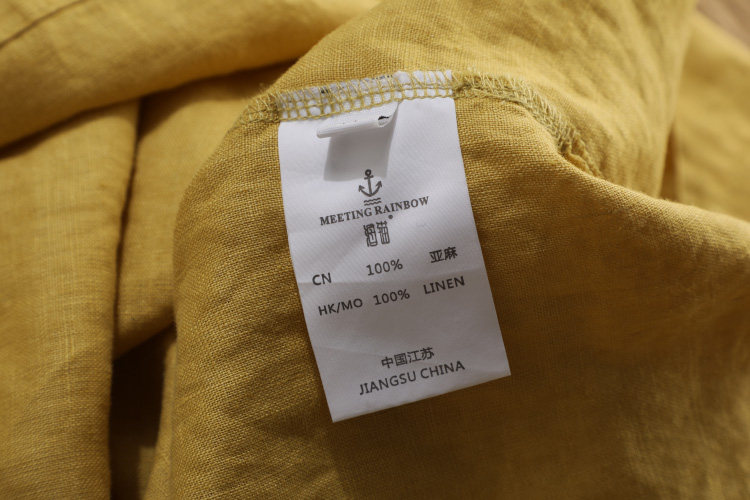 MEETING RAINBOW®
CN 100% 亚麻
HK/MO 100% LINEN
中国江苏
JIANGSU CHINA